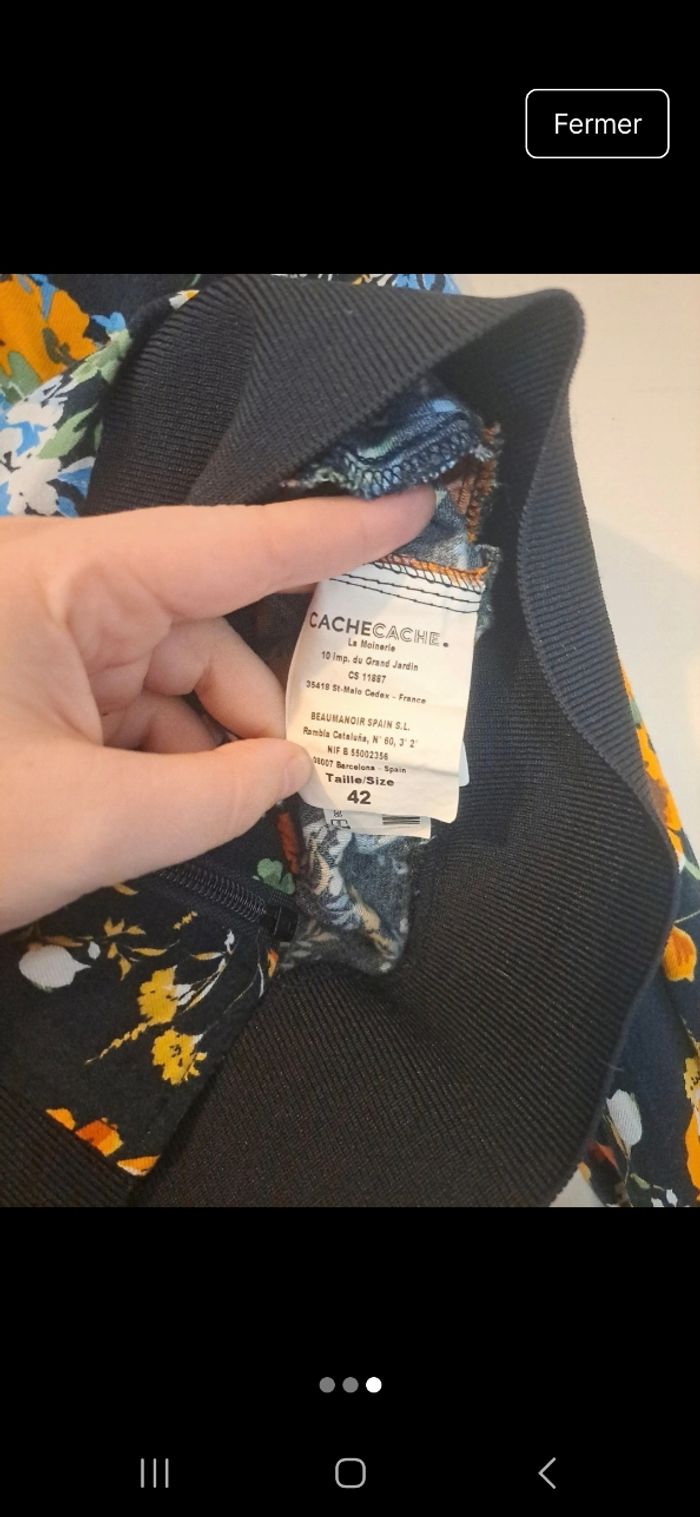 Fermer
CACHECACHE.
La Moinerie
10 Imp. du Grand Jardin
CS 11887
35418 St-Malo Cedex - France
BEAUMANOIR SPAIN S.L.
Rambla Cataluña, N° 60, 3° 2ª
NIF B 55002356
08007 Barcelona - Spain
Taille/Size
42